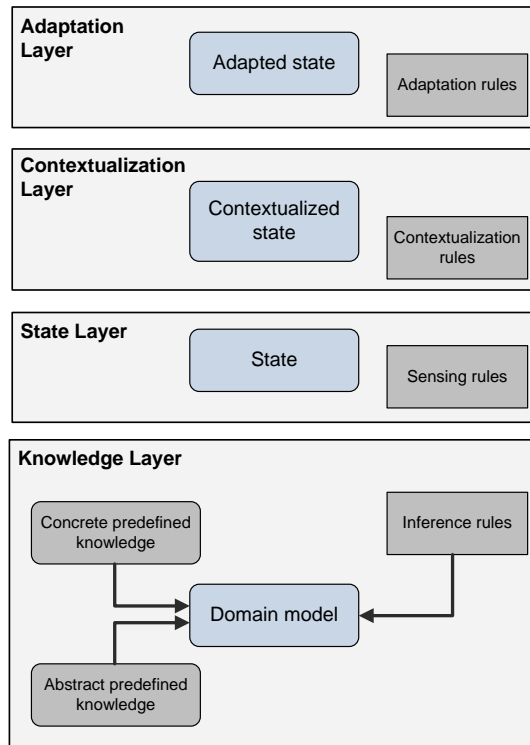 Adaptation
Layer
Adapted state
Adaptation rules
Contextualization
Layer
Contextualized
state
Contextualization
rules
State Layer
State
Sensing rules
Knowledge Layer
Concrete predefined
knowledge
Inference rules
Domain model
Abstract predefined
knowledge